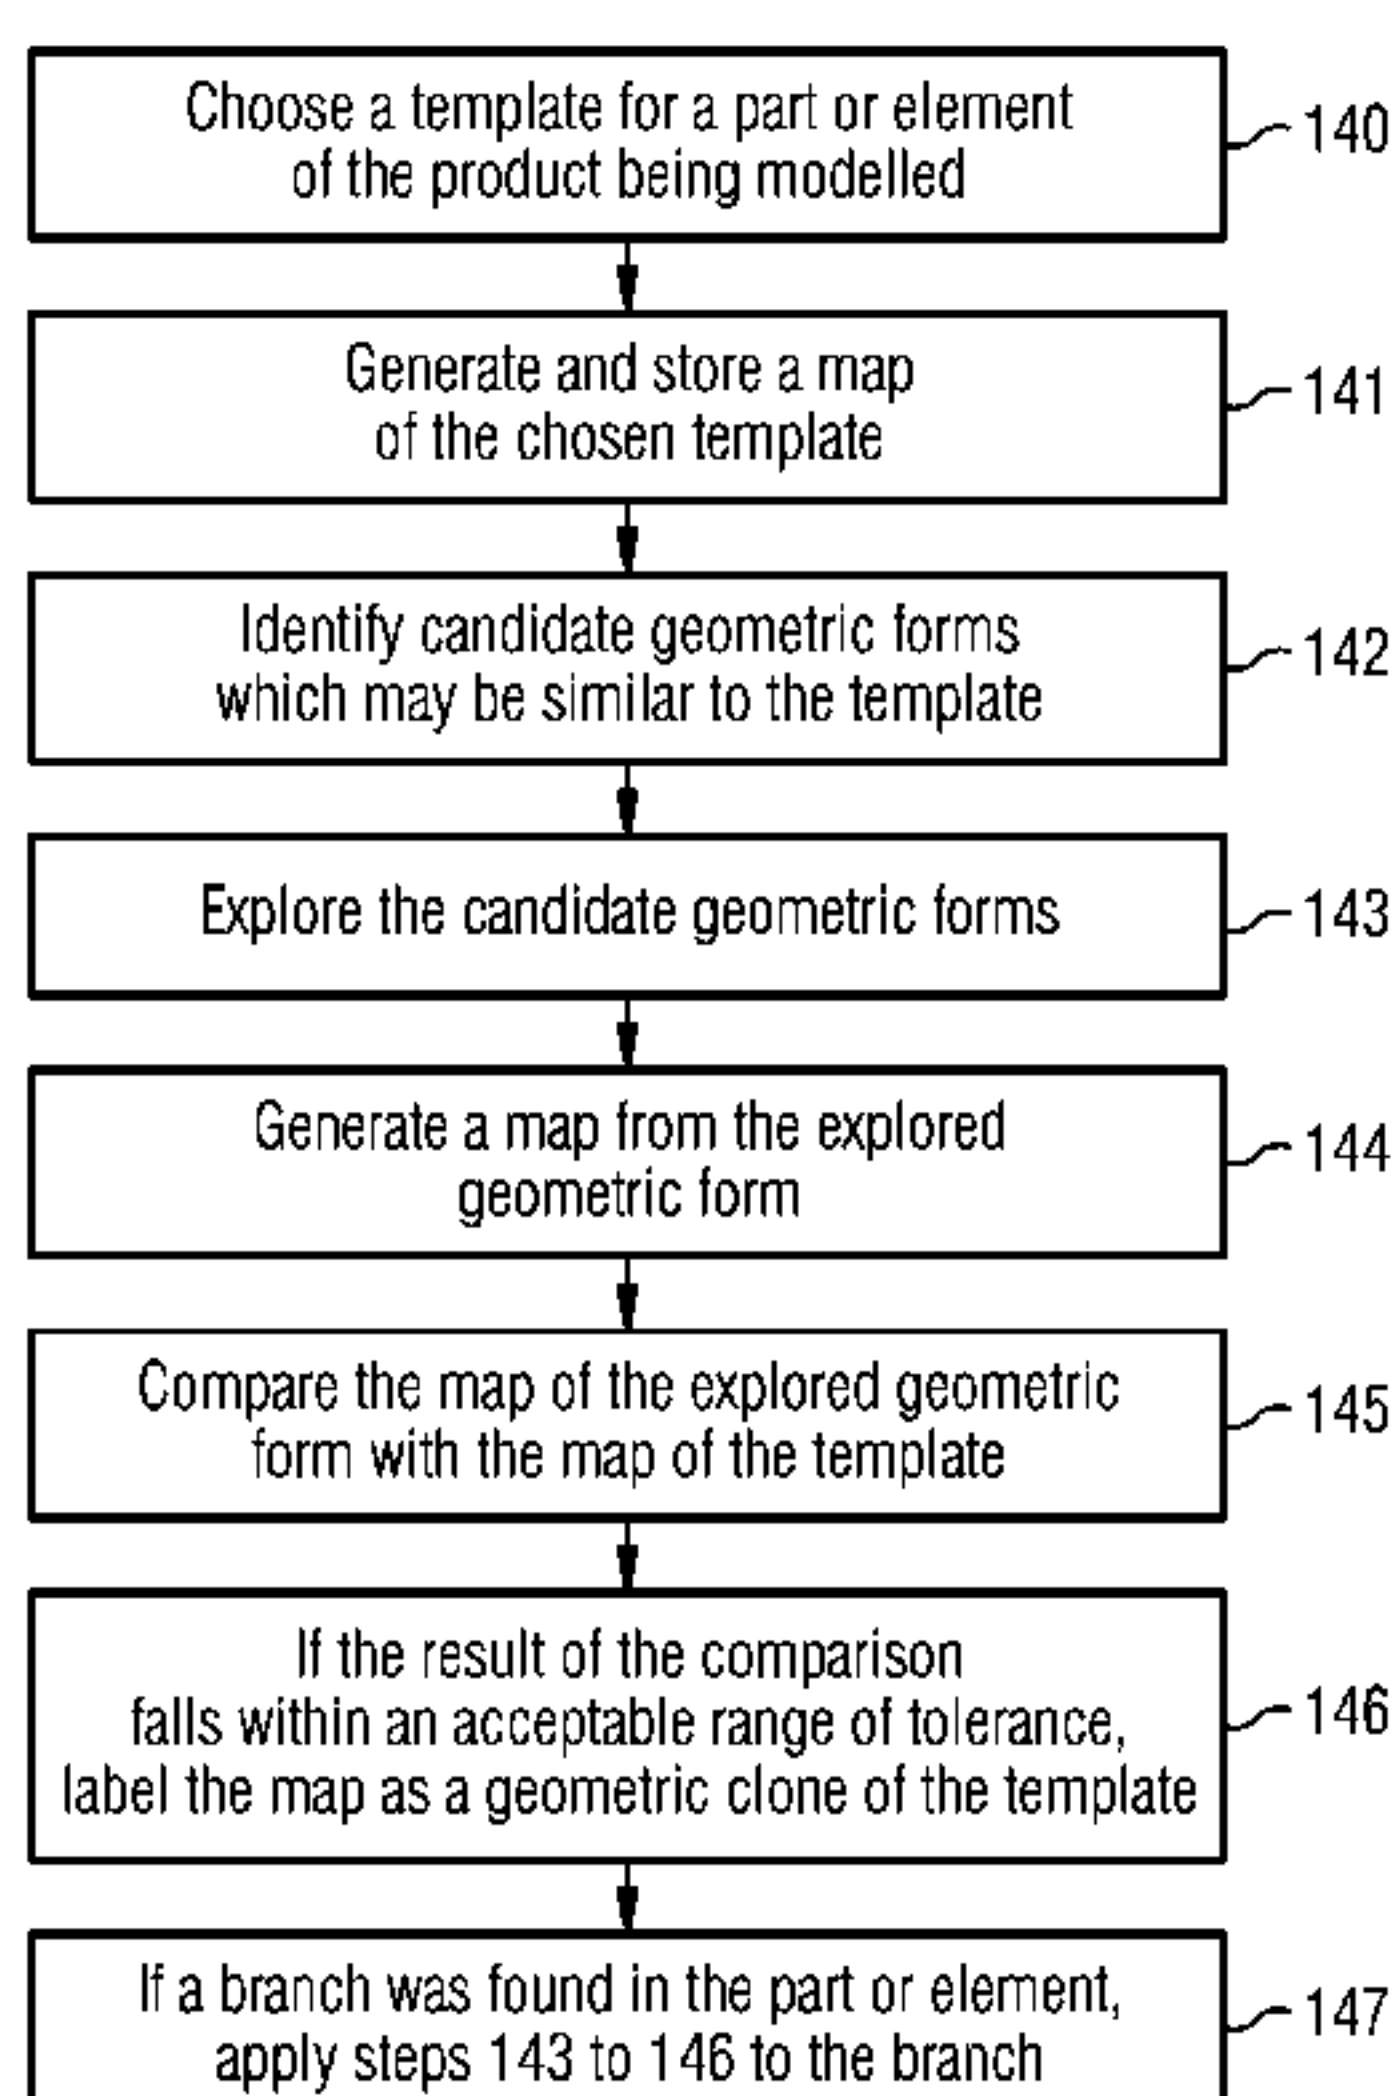 Choose a template for a part or element
of the product being modelled
140
Generate and store a map
of the chosen template
141
Identify candidate geometric forms
which may be similar to the template
142
Explore the candidate geometric forms
143
Generate a map from the explored
geometric form
144
Compare the map of the explored geometric
form with the map of the template
145
If the result of the comparison
falls within an acceptable range of tolerance,
label the map as a geometric clone of the template
146
If a branch was found in the part or element,
apply steps 143 to 146 to the branch
147